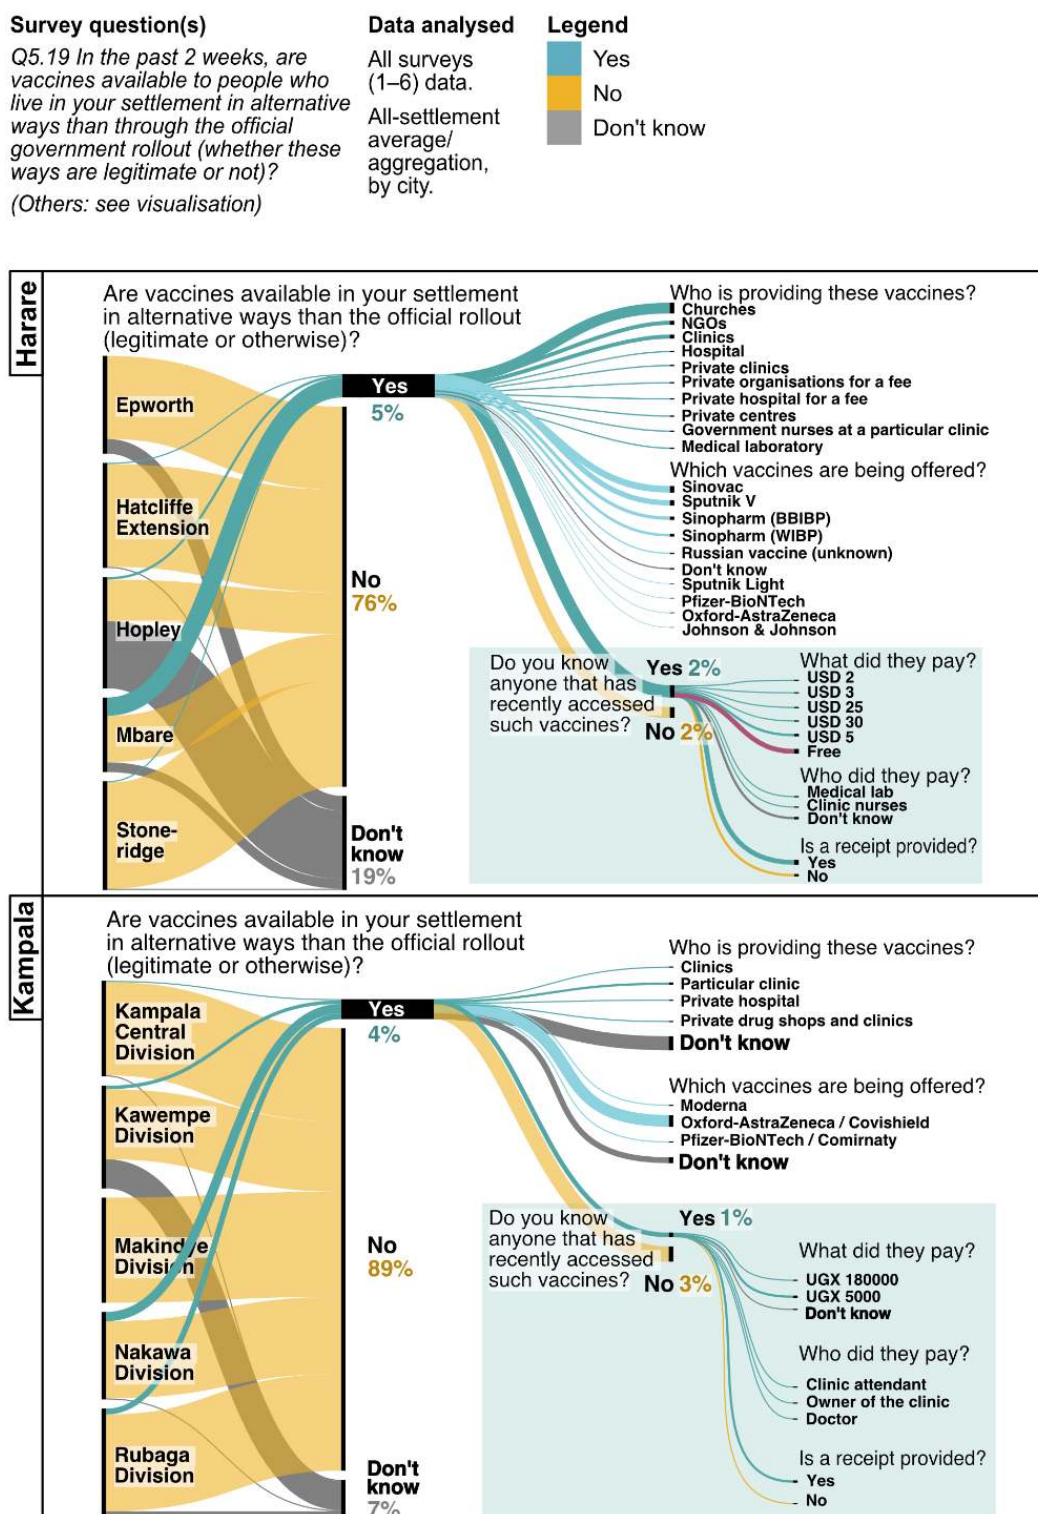 Survey question(s)
Q5.19 In the past 2 weeks, are
vaccines available to people who
live in your settlement in alternative
ways than through the official
government rollout (whether these
ways are legitimate or not)?
(Others: see visualisation)
Data analysed
All surveys
(1–6) data.
All-settlement
average/
aggregation,
by city.
Legend
Yes
No
Don't know
Harare
Are vaccines available in your settlement
in alternative ways than the official rollout
(legitimate or otherwise)?
Epworth
Hatcliffe
Extension
Hopley
Mbare
Stone-
ridge
Yes
5%
No
76%
Don't
know
19%
Who is providing these vaccines?
Churches
NGOs
Clinics
Hospital
Private clinics
Private organisations for a fee
Private hospital for a fee
Private centres
Government nurses at a particular clinic
Medical laboratory
Which vaccines are being offered?
Sinovac
Sputnik V
Sinopharm (BBIBP)
Sinopharm (WIBP)
Russian vaccine (unknown)
Don't know
Sputnik Light
Pfizer-BioNTech
Oxford-AstraZeneca
Johnson & Johnson
Do you know
anyone that has
recently accessed
such vaccines?
Yes 2%
No 2%
What did they pay?
USD 2
USD 3
USD 25
USD 30
USD 5
Free
Who did they pay?
Medical lab
Clinic nurses
Don't know
Is a receipt provided?
Yes
No
Kampala
Are vaccines available in your settlement
in alternative ways than the official rollout
(legitimate or otherwise)?
Kampala
Central
Division
Kawempe
Division
Makindye
Division
Nakawa
Division
Rubaga
Division
Yes
4%
No
89%
Don't
know
7%
Who is providing these vaccines?
Clinics
Particular clinic
Private hospital
Private drug shops and clinics
Don't know
Which vaccines are being offered?
Moderna
Oxford-AstraZeneca / Covishield
Pfizer-BioNTech / Comirnaty
Don't know
Do you know
anyone that has
recently accessed
such vaccines?
Yes 1%
No 3%
What did they pay?
UGX 180000
UGX 5000
Don't know
Who did they pay?
Clinic attendant
Owner of the clinic
Doctor
Is a receipt provided?
Yes
No